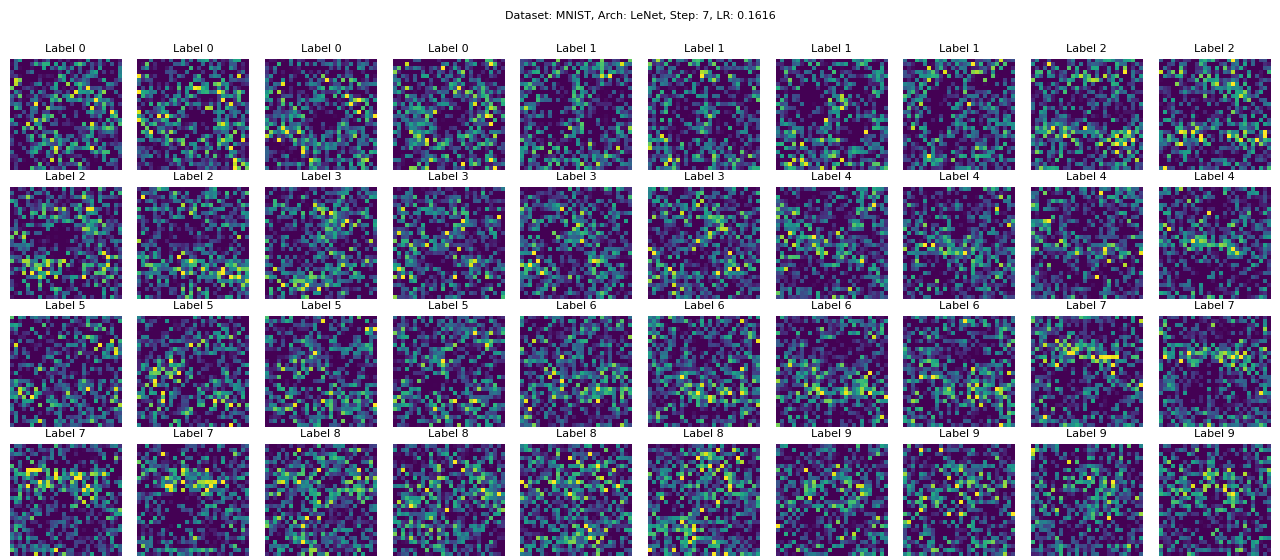 Dataset: MNIST, Arch: LeNet, Step: 7, LR: 0.1616
Label 0 Label 0 Label 0 Label 0 Label 1 Label 1 Label 1 Label 1 Label 2 Label 2
Label 2 Label 2 Label 3 Label 3 Label 3 Label 3 Label 4 Label 4 Label 4 Label 4
Label 5 Label 5 Label 5 Label 5 Label 6 Label 6 Label 6 Label 6 Label 7 Label 7
Label 7 Label 7 Label 8 Label 8 Label 8 Label 8 Label 9 Label 9 Label 9 Label 9